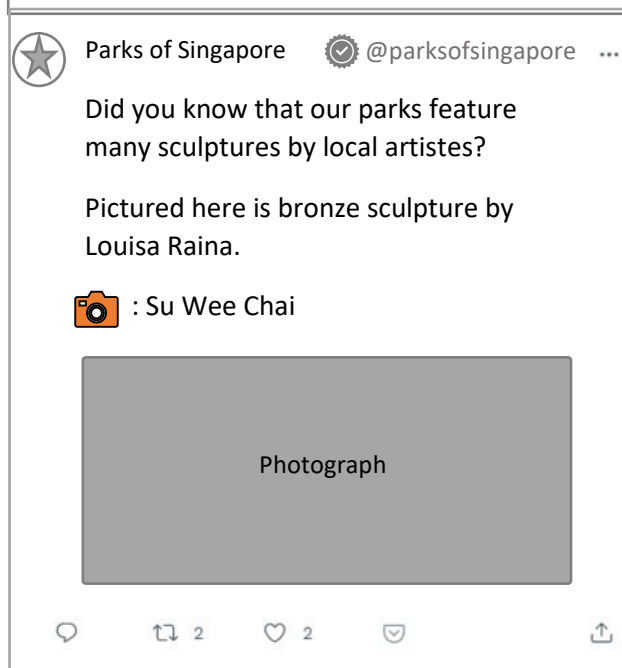 Parks of Singapore @parksofsingapore ...
Did you know that our parks feature
many sculptures by local artistes?
Pictured here is bronze sculpture by
Louisa Raina.
: Su Wee Chai
Photograph
2 2